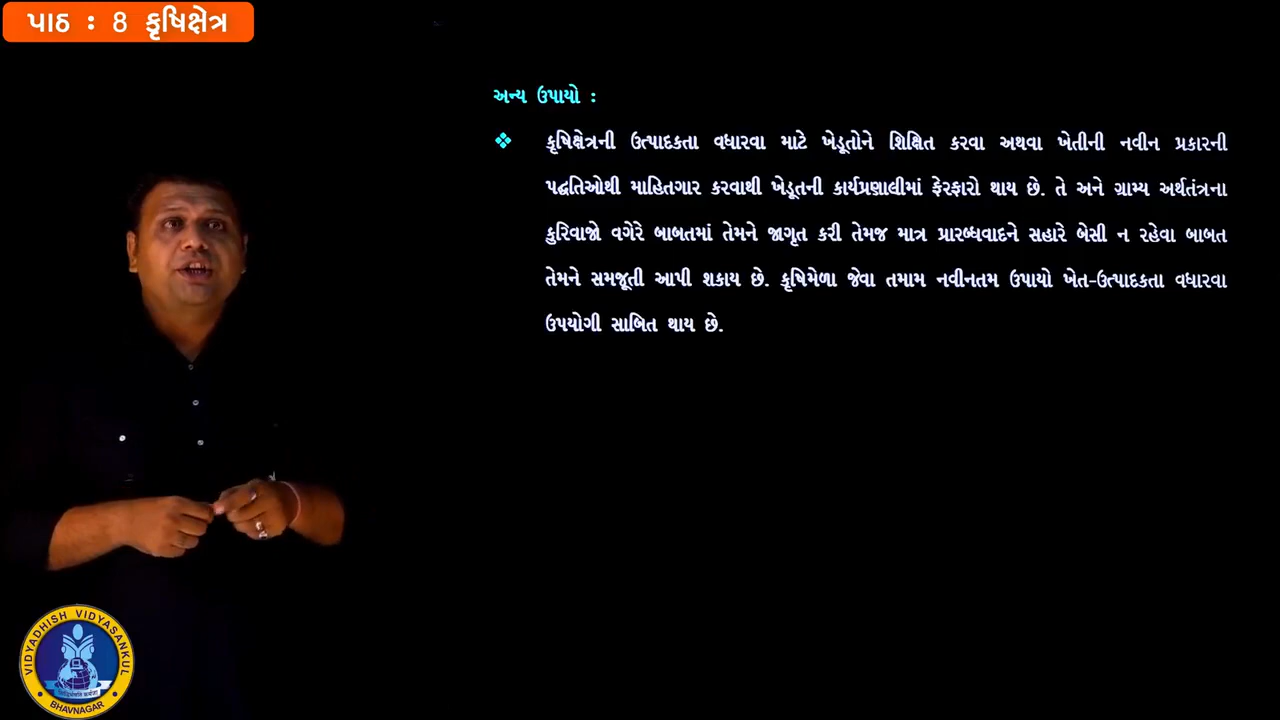 પાઠ : 8 કૃષિક્ષેત્ર
અન્ય ઉપાયો :
❖ કૃષિક્ષેત્રની ઉત્પાદકતા વધારવા માટે ખેડૂતોને શિક્ષિત કરવા અથવા ખેતીની નવીન પ્રકારની
પદ્ધતિઓથી માહિતગાર કરવાથી ખેડૂતની કાર્યપ્રણાલીમાં ફેરફારો થાય છે. તે અને ગ્રામ્ય અર્થતંત્રના
કુરિવાજો વગેરે બાબતમાં તેમને જાગૃત કરી તેમજ માત્ર પ્રારબ્ધવાદને સહારે બેસી ન રહેવા બાબત
તેમને સમજૂતી આપી શકાય છે. કૃષિમેળા જેવા તમામ નવીનતમ ઉપાયો ખેત-ઉત્પાદકતા વધારવા
ઉપયોગી સાબિત થાય છે.
VIDYADHISH VIDYASANKUL
BHAVNAGAR